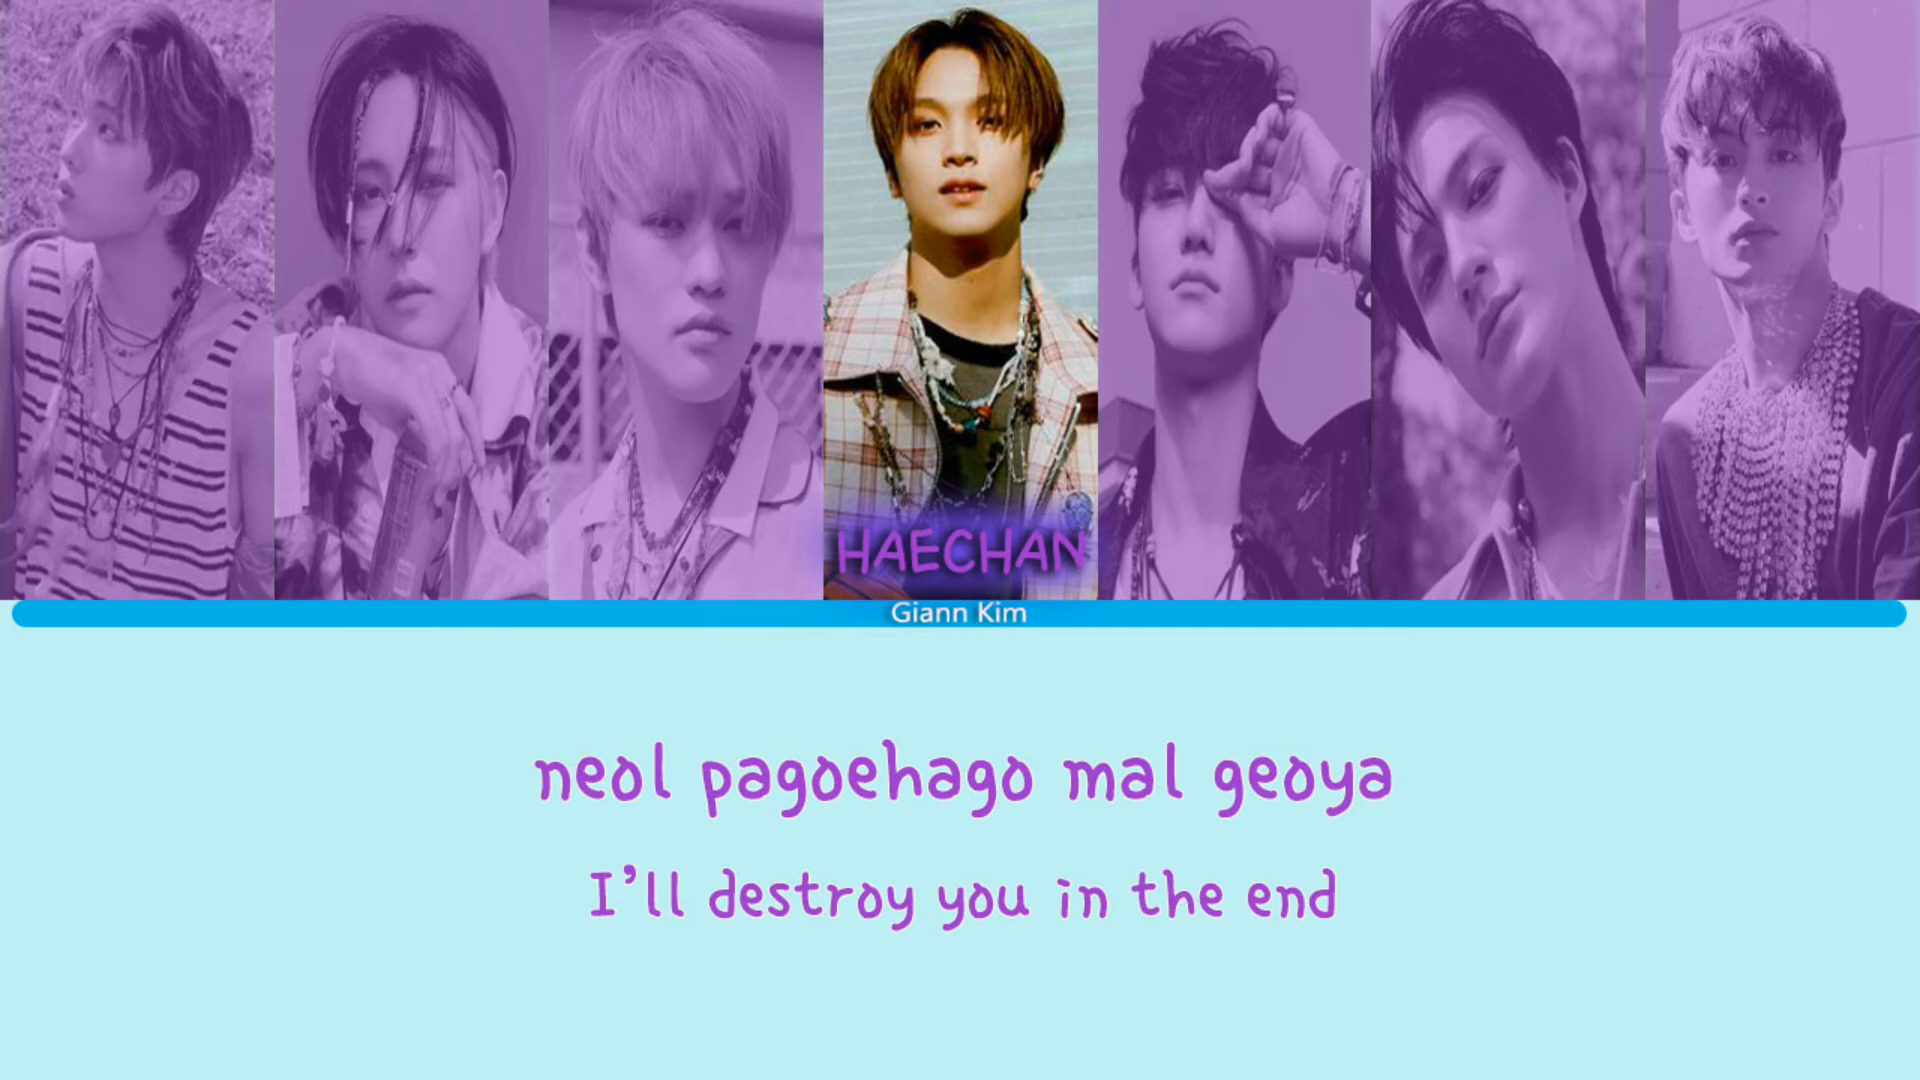 HAECHAN
Giann Kim
neol pagoehago mal geoya
I'll destroy you in the end